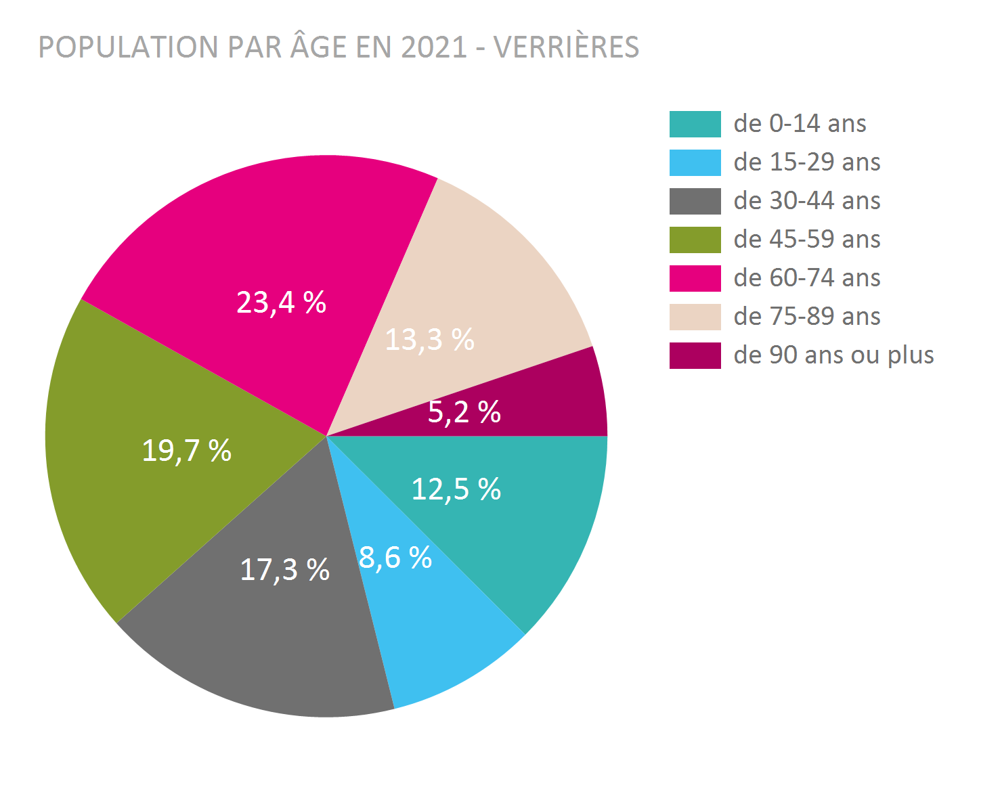 POPULATION PAR ÂGE EN 2021 - VERRIÈRES
de 0-14 ans
de 15-29 ans
de 30-44 ans
de 45-59 ans
de 60-74 ans
de 75-89 ans
de 90 ans ou plus
23,4 %
13,3 %
5,2 %
19,7 %
12,5 %
8,6 %
17,3 %